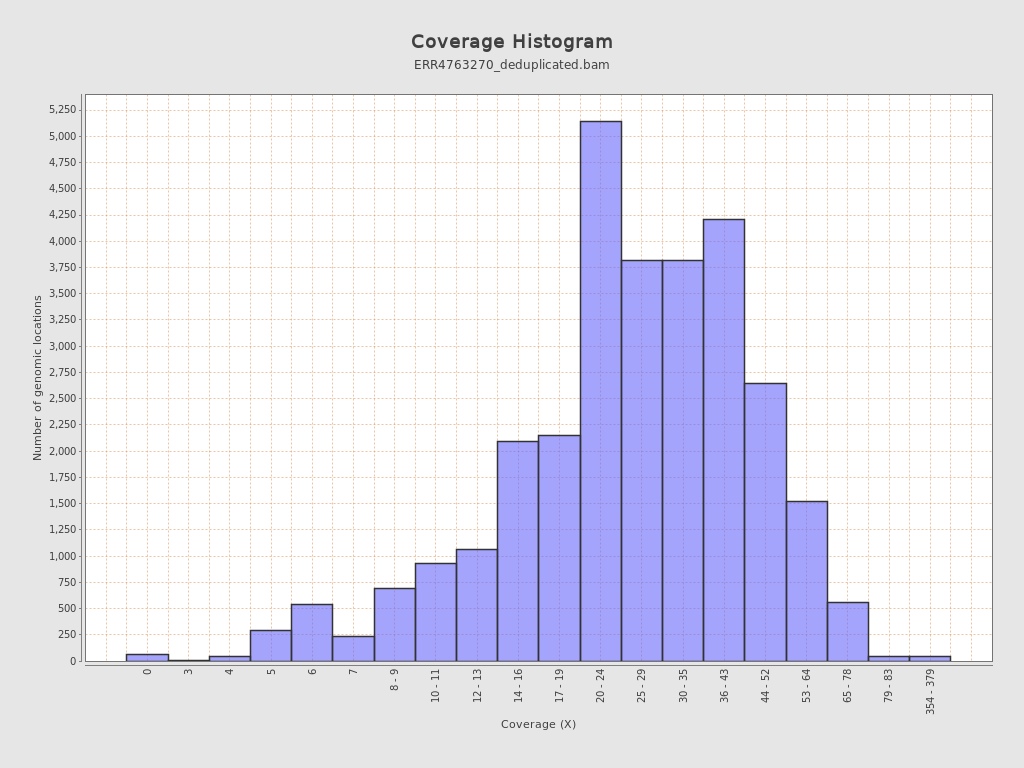 Coverage Histogram
ERR4763270_deduplicated.bam
5,250
5,000
4,750
4,500
4,250
4,000
3,750
3,500
3,250
3,000
2,750
2,500
2,250
2,000
1,750
1,500
1,250
1,000
750
500
250
0
Number of genomic locations
0
3
4
5
6
7
8 - 9
10 - 11
12 - 13
14 - 16
17 - 19
20 - 24
25 - 29
30 - 35
36 - 43
44 - 52
53 - 64
65 - 78
79 - 83
354 - 379
Coverage (X)